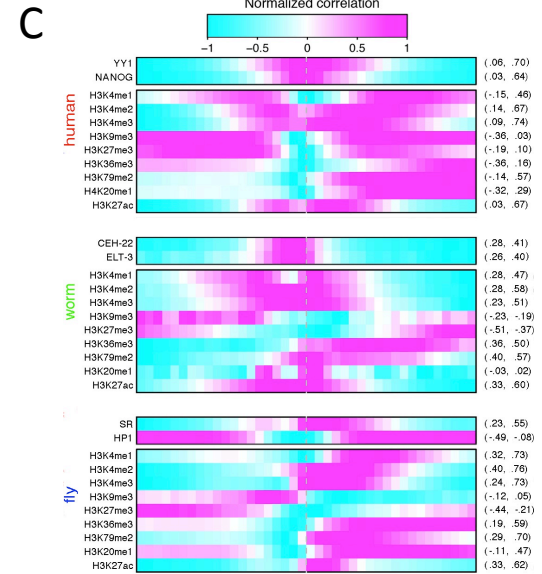 C
Normalized correlation
−1 −0.5 0 0.5 1
YY1 (.06, .70)
NANOG (.03, .64)
human
H3K4me1 (-.15, .46)
H3K4me2 (.14, .67)
H3K4me3 (.09, .74)
H3K9me3 (-.36, .03)
H3K27me3 (-.19, .10)
H3K36me3 (-.36, .16)
H3K79me2 (-.14, .57)
H4K20me1 (-.32, .29)
H3K27ac (.03, .67)
CEH-22 (.28, .41)
ELT-3 (.26, .40)
worm
H3K4me1 (.28, .47)
H3K4me2 (.28, .58)
H3K4me3 (.23, .51)
H3K9me3 (-.23, -.19)
H3K27me3 (-.51, -.37)
H3K36me3 (.36, .50)
H3K79me2 (.40, .57)
H3K20me1 (-.03, .02)
H3K27ac (.33, .60)
SR (.23, .55)
HP1 (-.49, -.08)
fly
H3K4me1 (.32, .73)
H3K4me2 (.40, .76)
H3K4me3 (.24, .73)
H3K9me3 (-.12, .05)
H3K27me3 (-.44, -.21)
H3K36me3 (.19, .59)
H3K79me2 (.29, .70)
H3K20me1 (-.11, .47)
H3K27ac (.33, .62)